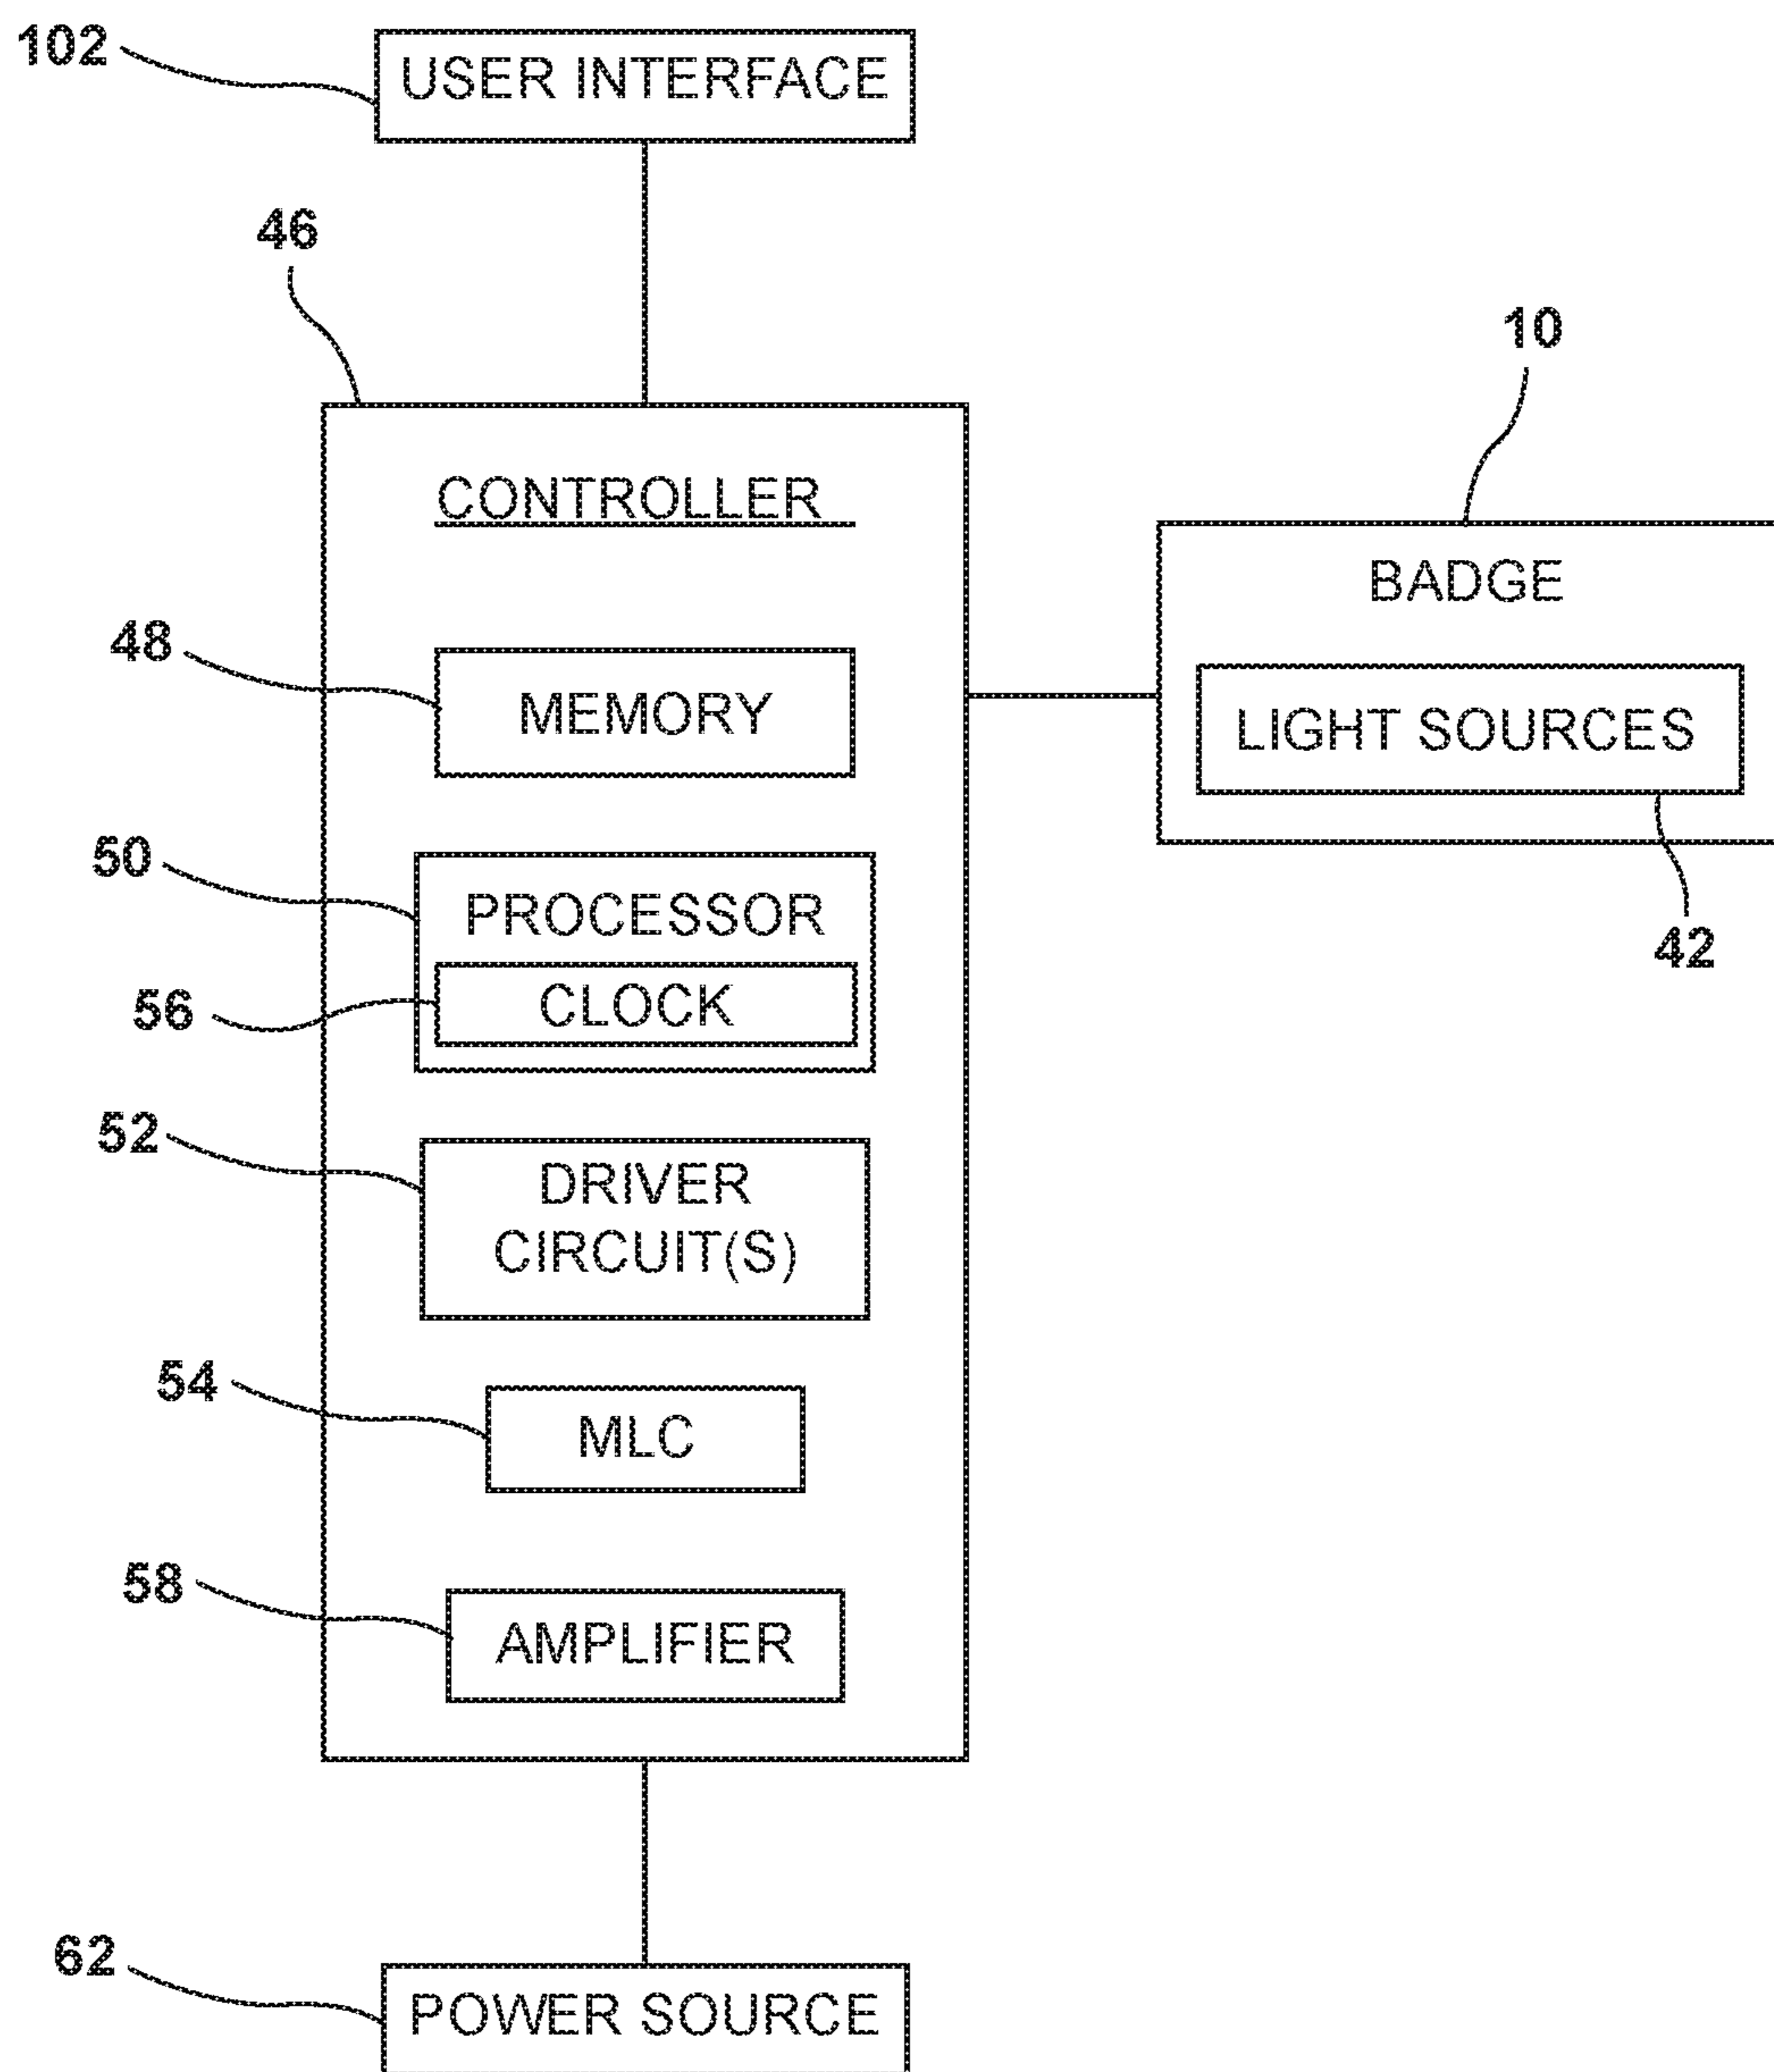 102
USER INTERFACE
46
10
CONTROLLER
BADGE
48
MEMORY
LIGHT SOURCES
50
PROCESSOR
42
56
CLOCK
52
DRIVER
CIRCUIT(S)
54
MLC
58
AMPLIFIER
62
POWER SOURCE